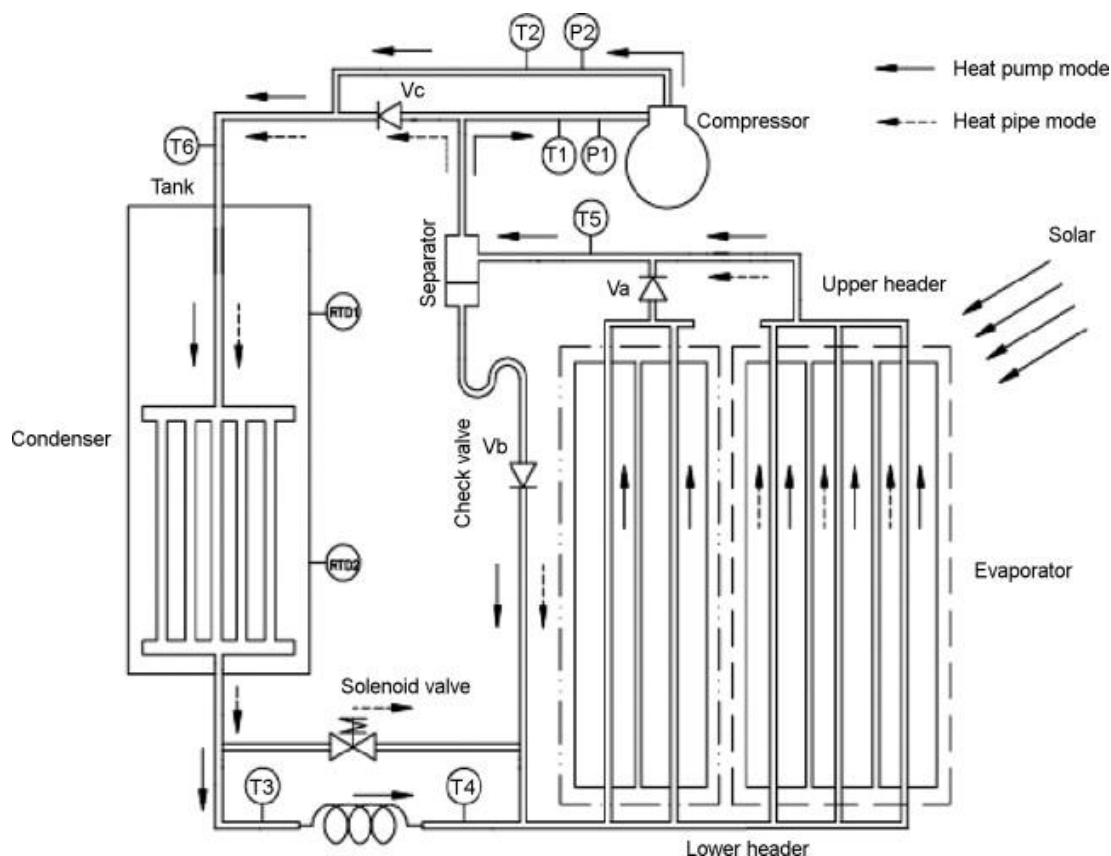 T2
P2
Heat pump mode
Vc
Compressor
Heat pipe mode
T6
T1
P1
Tank
T5
Solar
Separator
Va
Upper header
RTD1
Condenser
Check valve
Vb
RTD2
Evaporator
Solenoid valve
T3
T4
Lower header